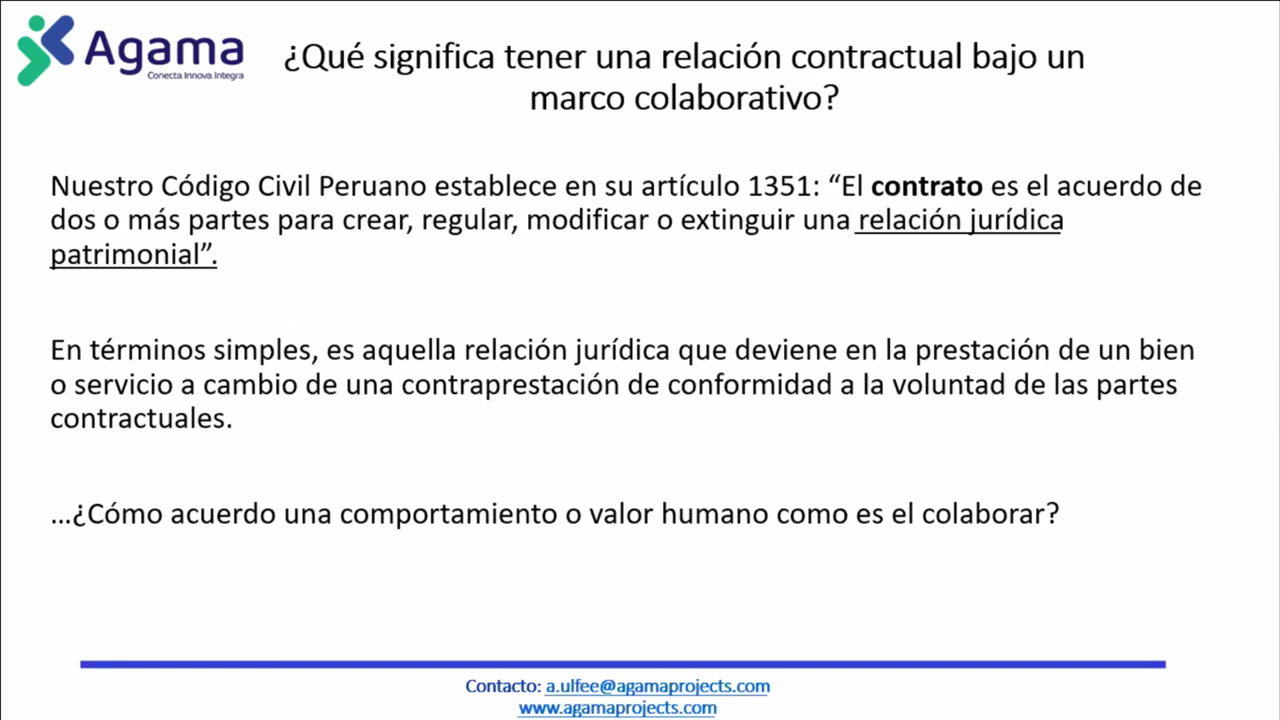 Agama
Conecta Innova Integra
¿Qué significa tener una relación contractual bajo un
marco colaborativo?
Nuestro Código Civil Peruano establece en su artículo 1351: “El contrato es el acuerdo de
dos o más partes para crear, regular, modificar o extinguir una relación jurídica
patrimonial”.
En términos simples, es aquella relación jurídica que deviene en la prestación de un bien
o servicio a cambio de una contraprestación de conformidad a la voluntad de las partes
contractuales.
…¿Cómo acuerdo una comportamiento o valor humano como es el colaborar?
Contacto: a.ulfee@agamaprojects.com
www.agamaprojects.com